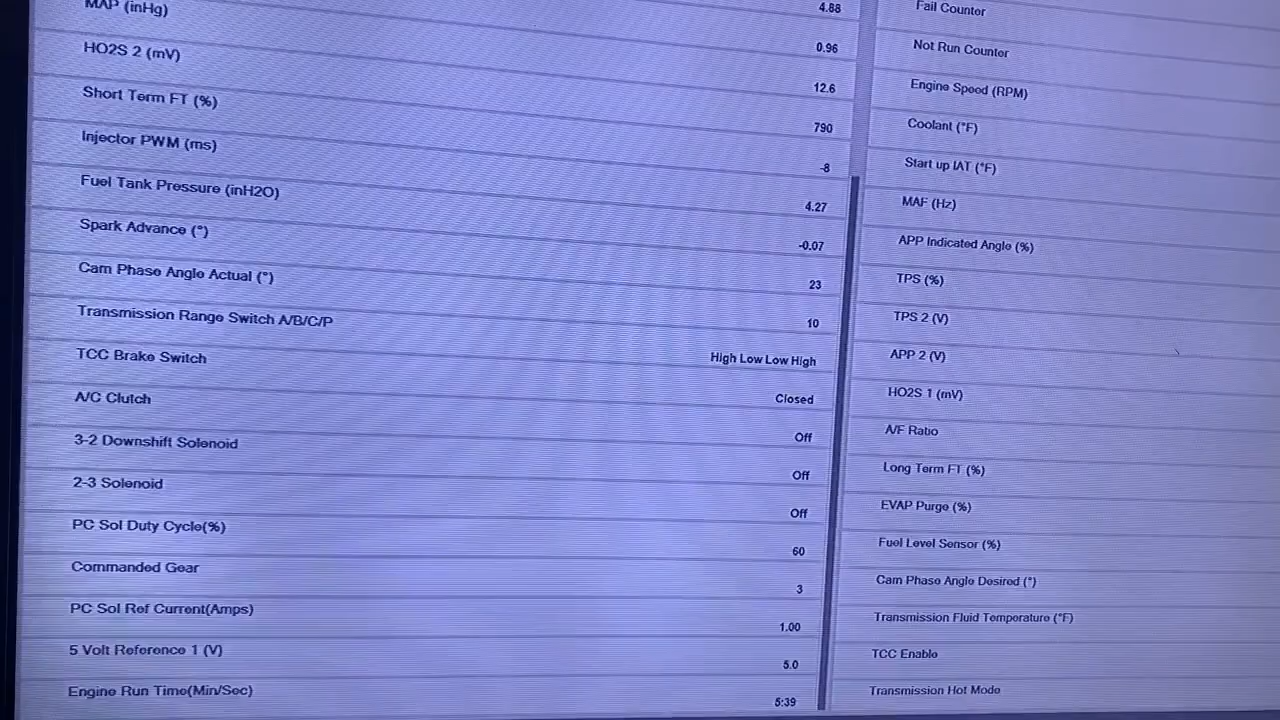 4.88
0.96
MAP (inHg) 12.6
HO2S 2 (mV) 790
Short Term FT (%) -8
Injector PWM (ms) 4.27
Fuel Tank Pressure (inH2O) -0.07
Spark Advance (°) 23
Cam Phase Angle Actual (°) 10
Transmission Range Switch A/B/C/P High Low Low High
TCC Brake Switch Closed
A/C Clutch Off
3-2 Downshift Solenoid Off
2-3 Solenoid Off
PC Sol Duty Cycle(%) 60
Commanded Gear 3
PC Sol Ref Current(Amps) 1.00
5 Volt Reference 1 (V) 5.0
Engine Run Time(Min/Sec) 5:39
Fail Counter
Not Run Counter
Engine Speed (RPM)
Coolant (°F)
Start up IAT (°F)
MAF (Hz)
APP Indicated Angle (%)
TPS (%)
TPS 2 (V)
APP 2 (V)
HO2S 1 (mV)
A/F Ratio
Long Term FT (%)
EVAP Purge (%)
Fuel Level Sensor (%)
Cam Phase Angle Desired (°)
Transmission Fluid Temperature (°F)
TCC Enable
Transmission Hot Mode